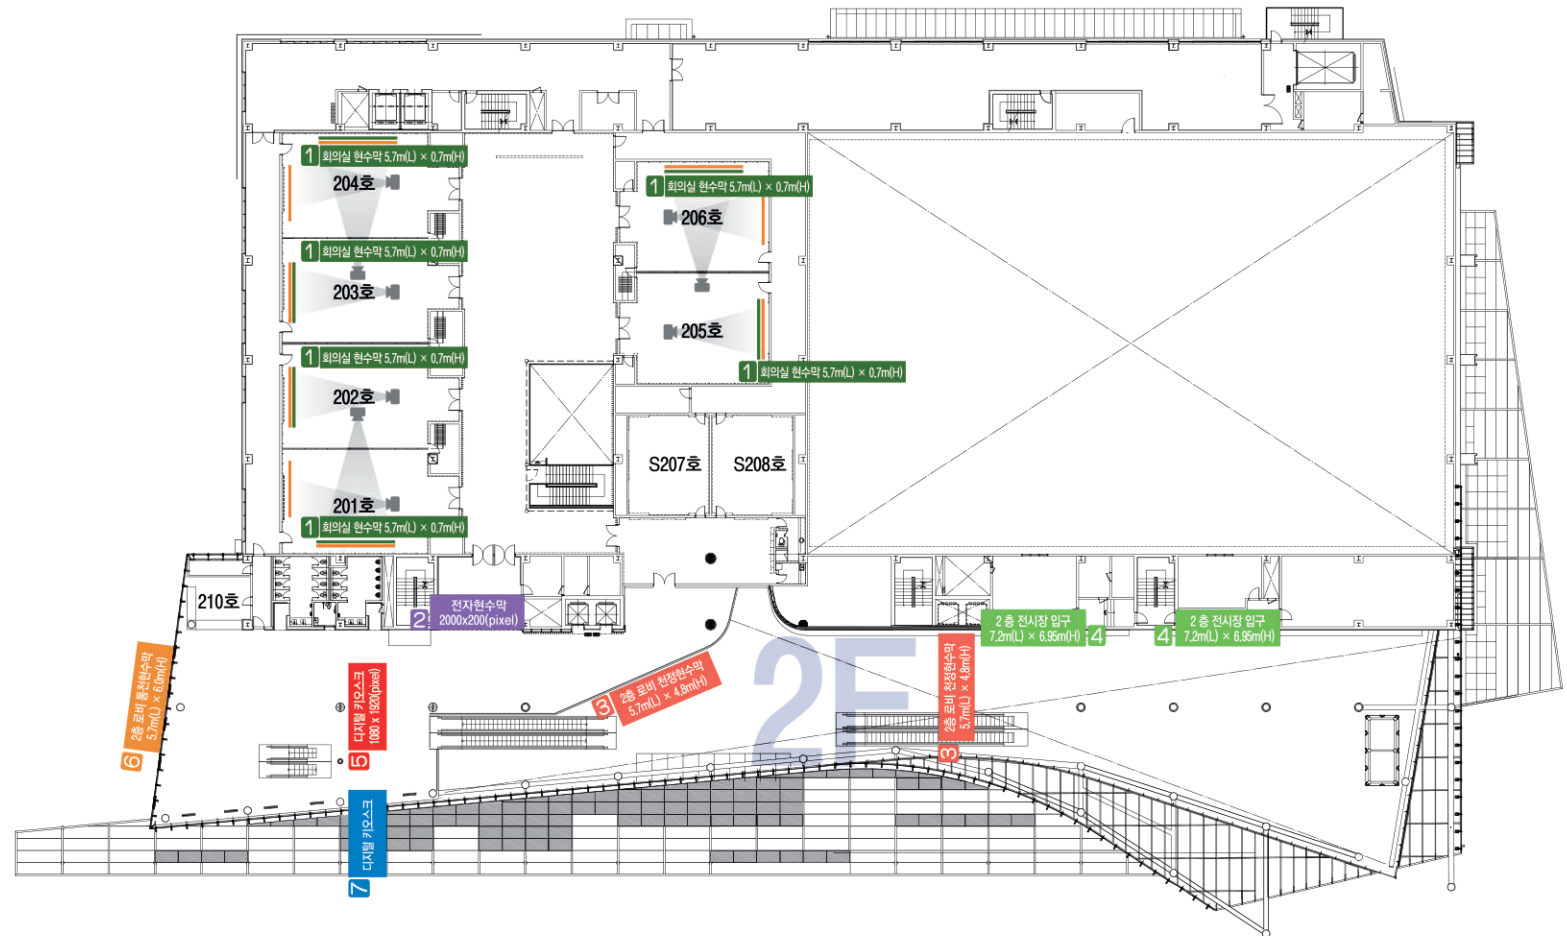 1 회의실 현수막 5.7m(L) × 0.7m(H)
204호
1 회의실 현수막 5.7m(L) × 0.7m(H)
206호
1 회의실 현수막 5.7m(L) × 0.7m(H)
203호
205호
1 회의실 현수막 5.7m(L) × 0.7m(H)
1 회의실 현수막 5.7m(L) × 0.7m(H)
202호
S207호
S208호
201호
1 회의실 현수막 5.7m(L) × 0.7m(H)
210호
2 전자현수막
2000x200(pixel)
2 층 전시장 입구
7.2m(L) × 6.95m(H)
4
4
2 층 전시장 입구
7.2m(L) × 6.95m(H)
2F
6
2층 로비 통천현수막
5.7m(L) × 6.0m(H)
5
디지털 키오스크
1080 x 1920(pixel)
3
2층 로비 천정현수막
5.7m(L) × 4.8m(H)
3
2층 로비 천정현수막
5.7m(L) × 4.8m(H)
7
디지털 키오스크